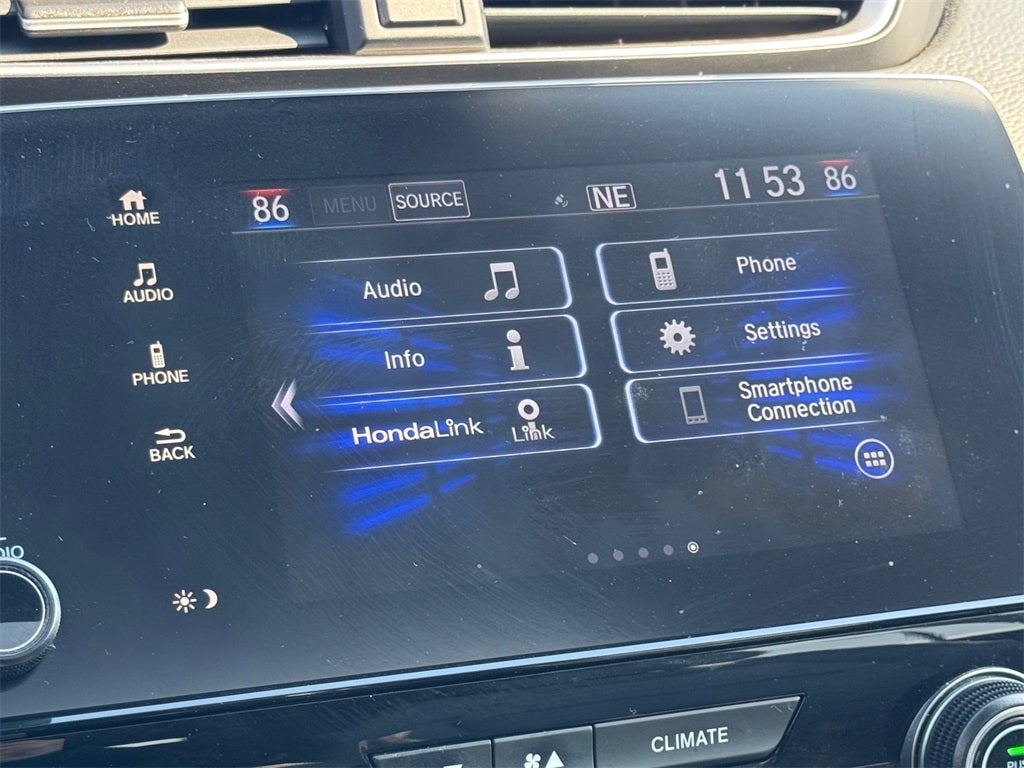 HOME
AUDIO
PHONE
BACK
86 MENU SOURCE NE 11 53 86
Audio
Phone
Info
Settings
HondaLink Link
Smartphone
Connection
CLIMATE